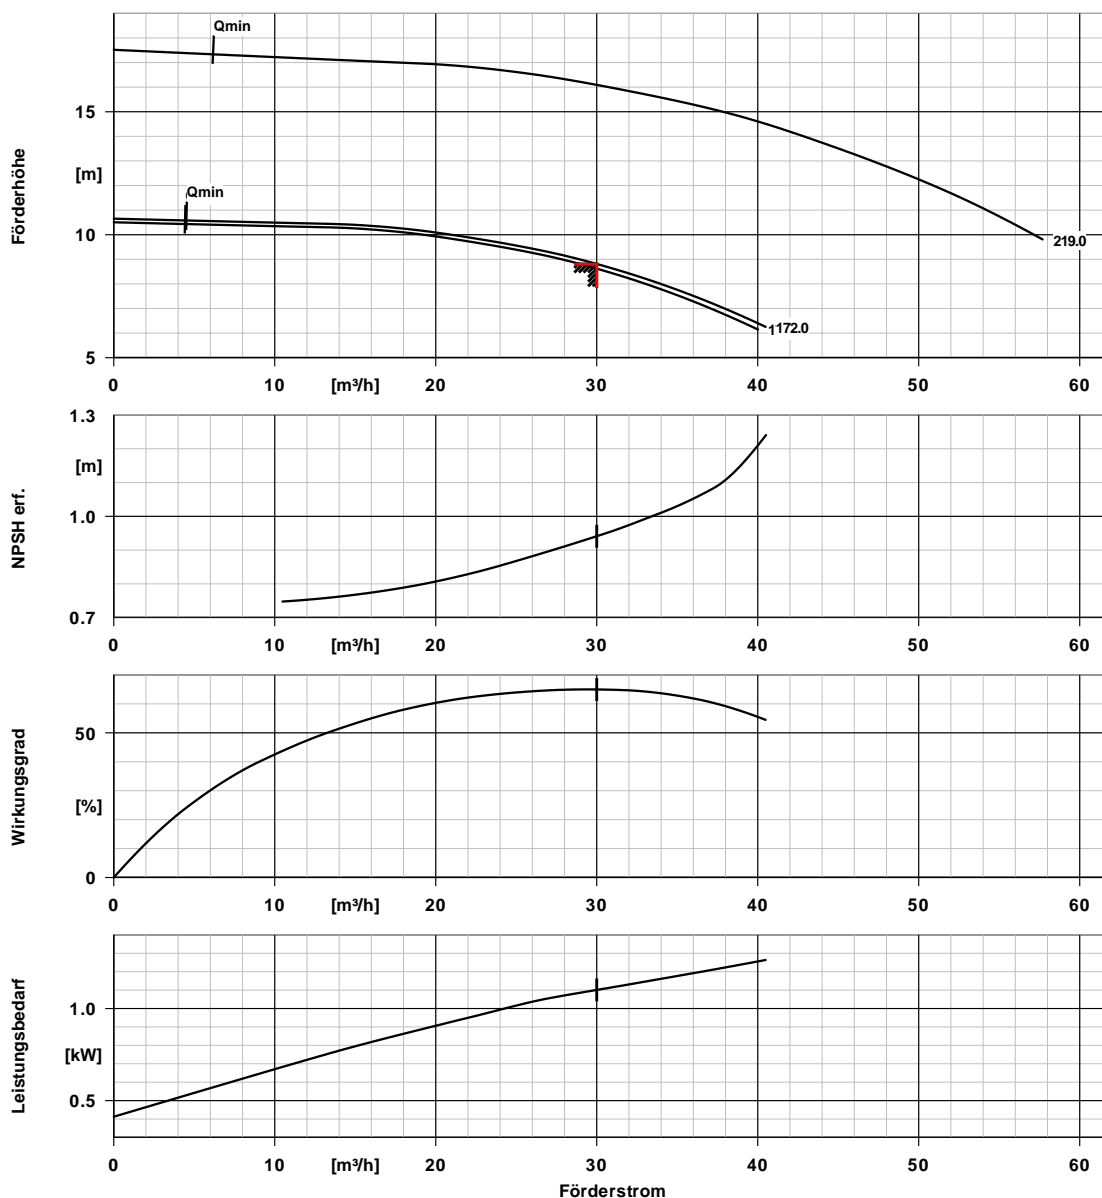 Qmin
15
[m]
Förderhöhe
Qmin
10
219.0
172.0
5
0 10 [m³/h] 20 30 40 50 60
1.3
[m]
NPSH erf.
1.0
0.7
0 10 [m³/h] 20 30 40 50 60
50
Wirkungsgrad
[%]
0
0 10 [m³/h] 20 30 40 50 60
1.0
Leistungsbedarf
[kW]
0.5
0 10 [m³/h] 20 30 40 50 60
Förderstrom